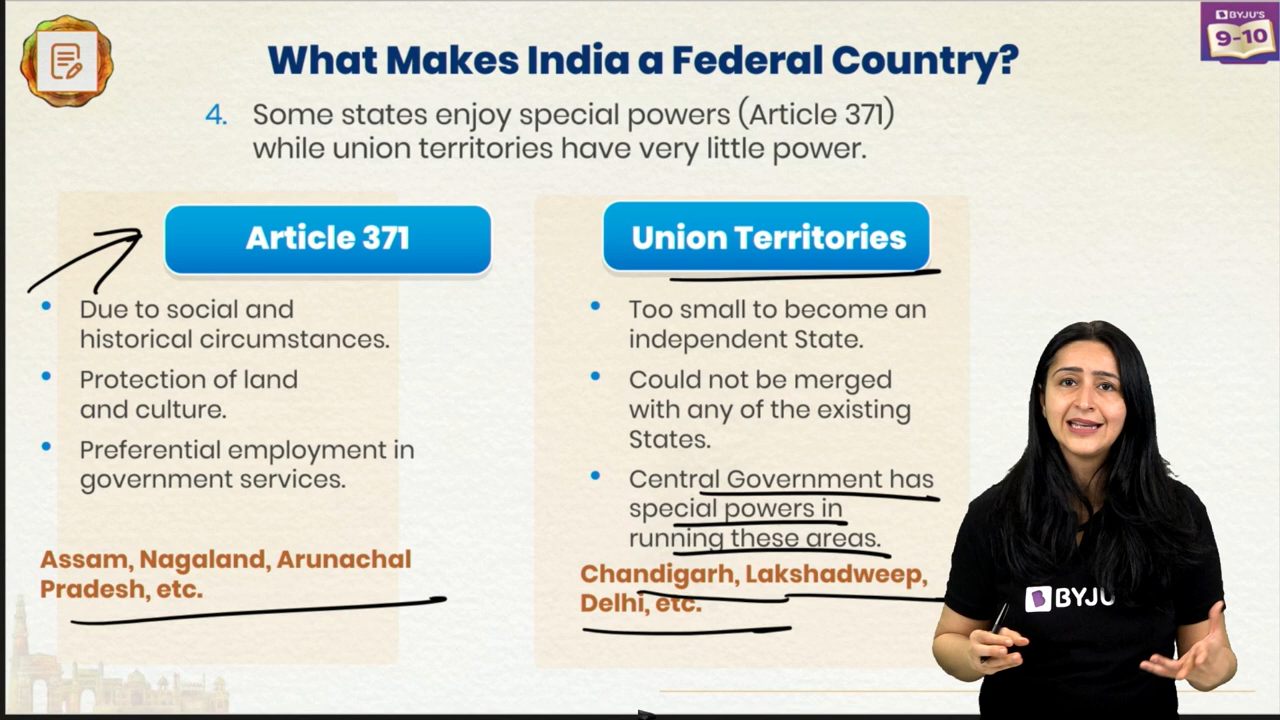 BYJU'S
9-10
What Makes India a Federal Country?
4. Some states enjoy special powers (Article 371)
while union territories have very little power.
Article 371
• Due to social and
historical circumstances.
• Protection of land
and culture.
• Preferential employment in
government services.
Assam, Nagaland, Arunachal
Pradesh, etc.
Union Territories
• Too small to become an
independent State.
• Could not be merged
with any of the existing
States.
• Central Government has
special powers in
running these areas.
Chandigarh, Lakshadweep,
Delhi, etc.
BYJU